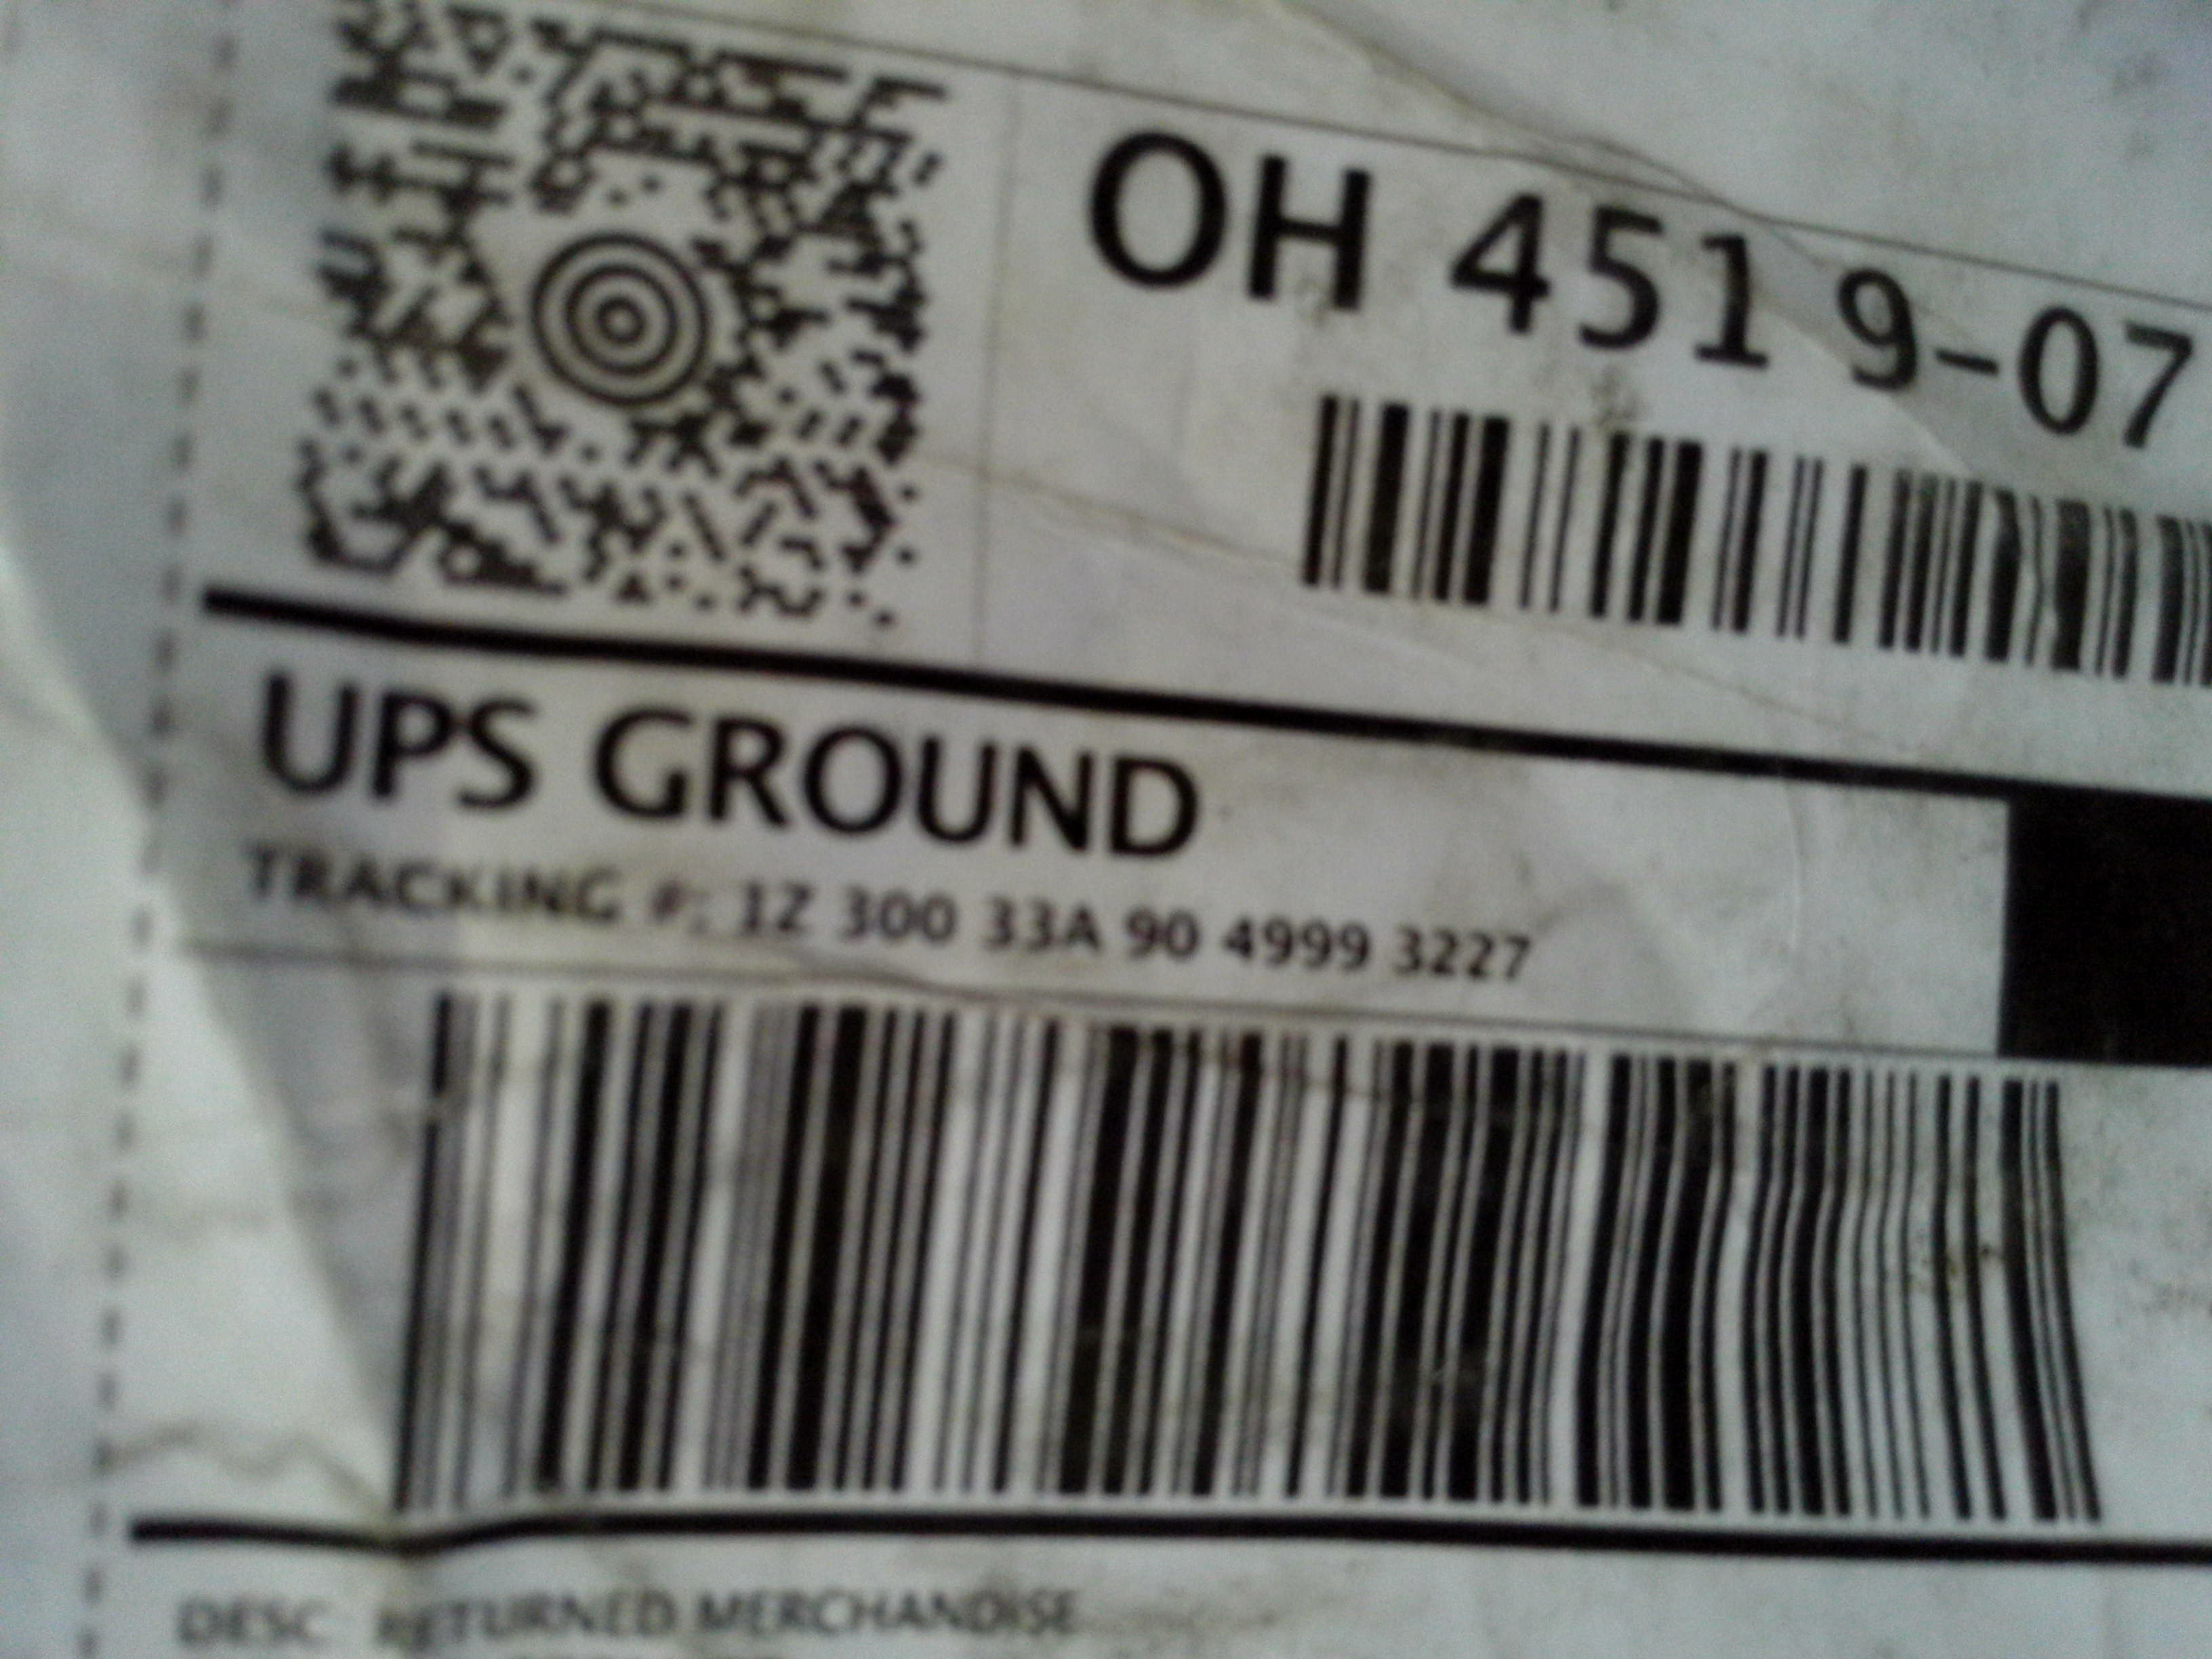 OH 451 9-07
UPS GROUND
TRACKING #: 1Z 300 33A 90 4999 3227
DESC RETURNED MERCHANDISE